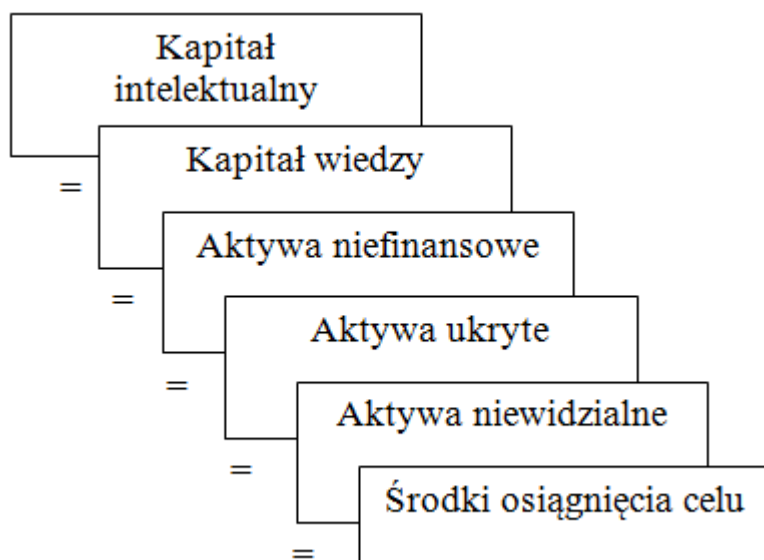 Kapitał
intelektualny
Kapitał wiedzy
=
Aktywa niefinansowe
=
Aktywa ukryte
=
Aktywa niewidzialne
=
Środki osiągnięcia celu
=